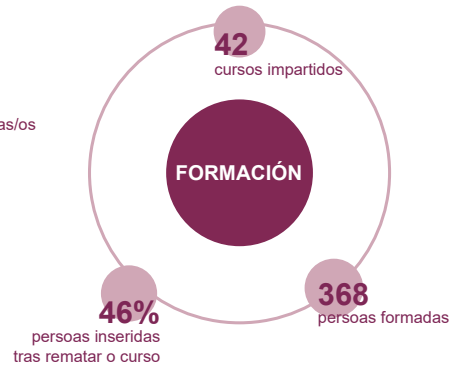 42
cursos impartidos
as/os
FORMACIÓN
368
persoas formadas
46%
persoas inseridas
tras rematar o curso